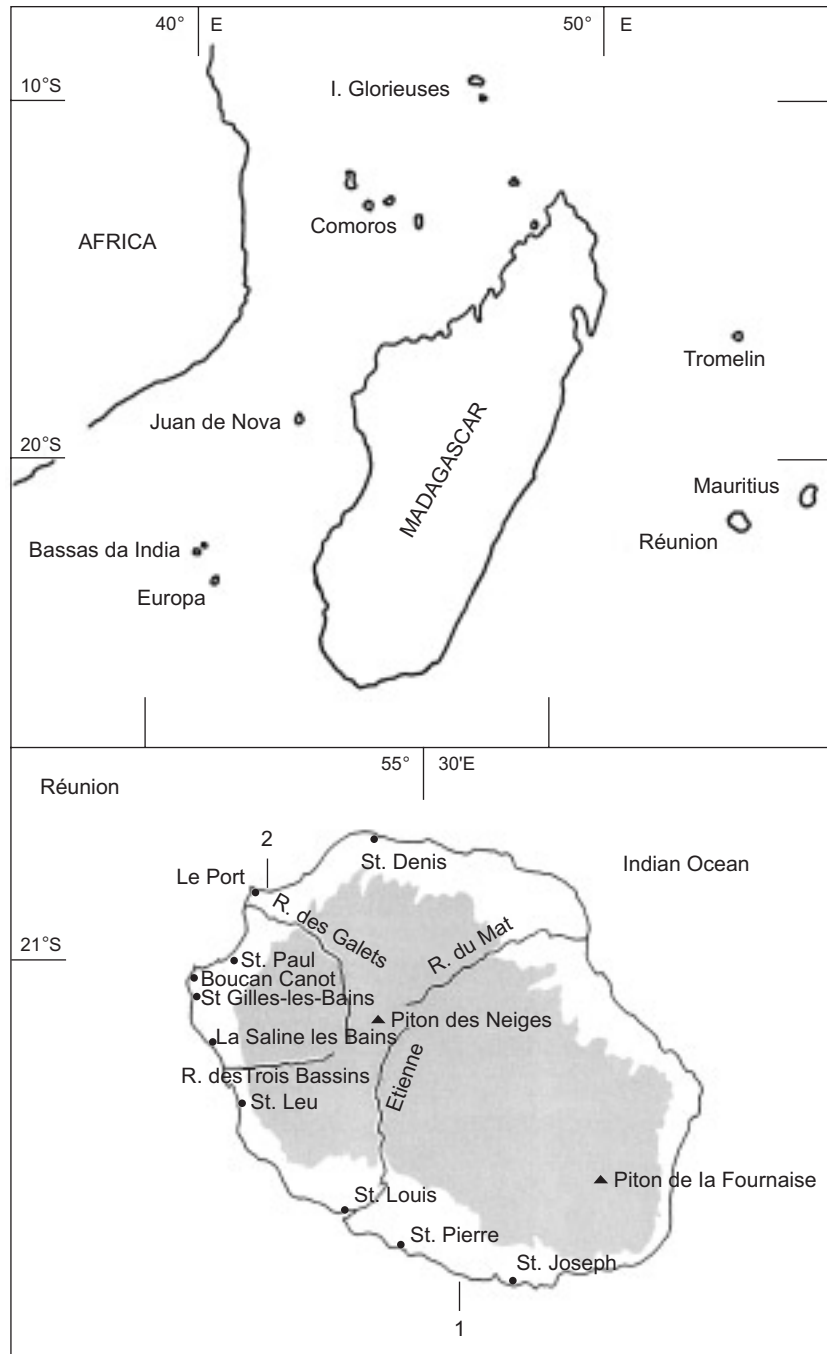 40° E
50° E
10°S
I. Glorieuses
Comoros
AFRICA
Tromelin
Juan de Nova
MADAGASCAR
20°S
Mauritius
Réunion
Bassas da India
Europa
55° 30'E
Réunion
2
St. Denis
Indian Ocean
Le Port
R. des Galets
R. du Mat
21°S
St. Paul
Boucan Canot
St Gilles-les-Bains
Piton des Neiges
La Saline les Bains
Etienne
R. desTrois Bassins
St. Leu
Piton de la Fournaise
St. Louis
St. Pierre
St. Joseph
1